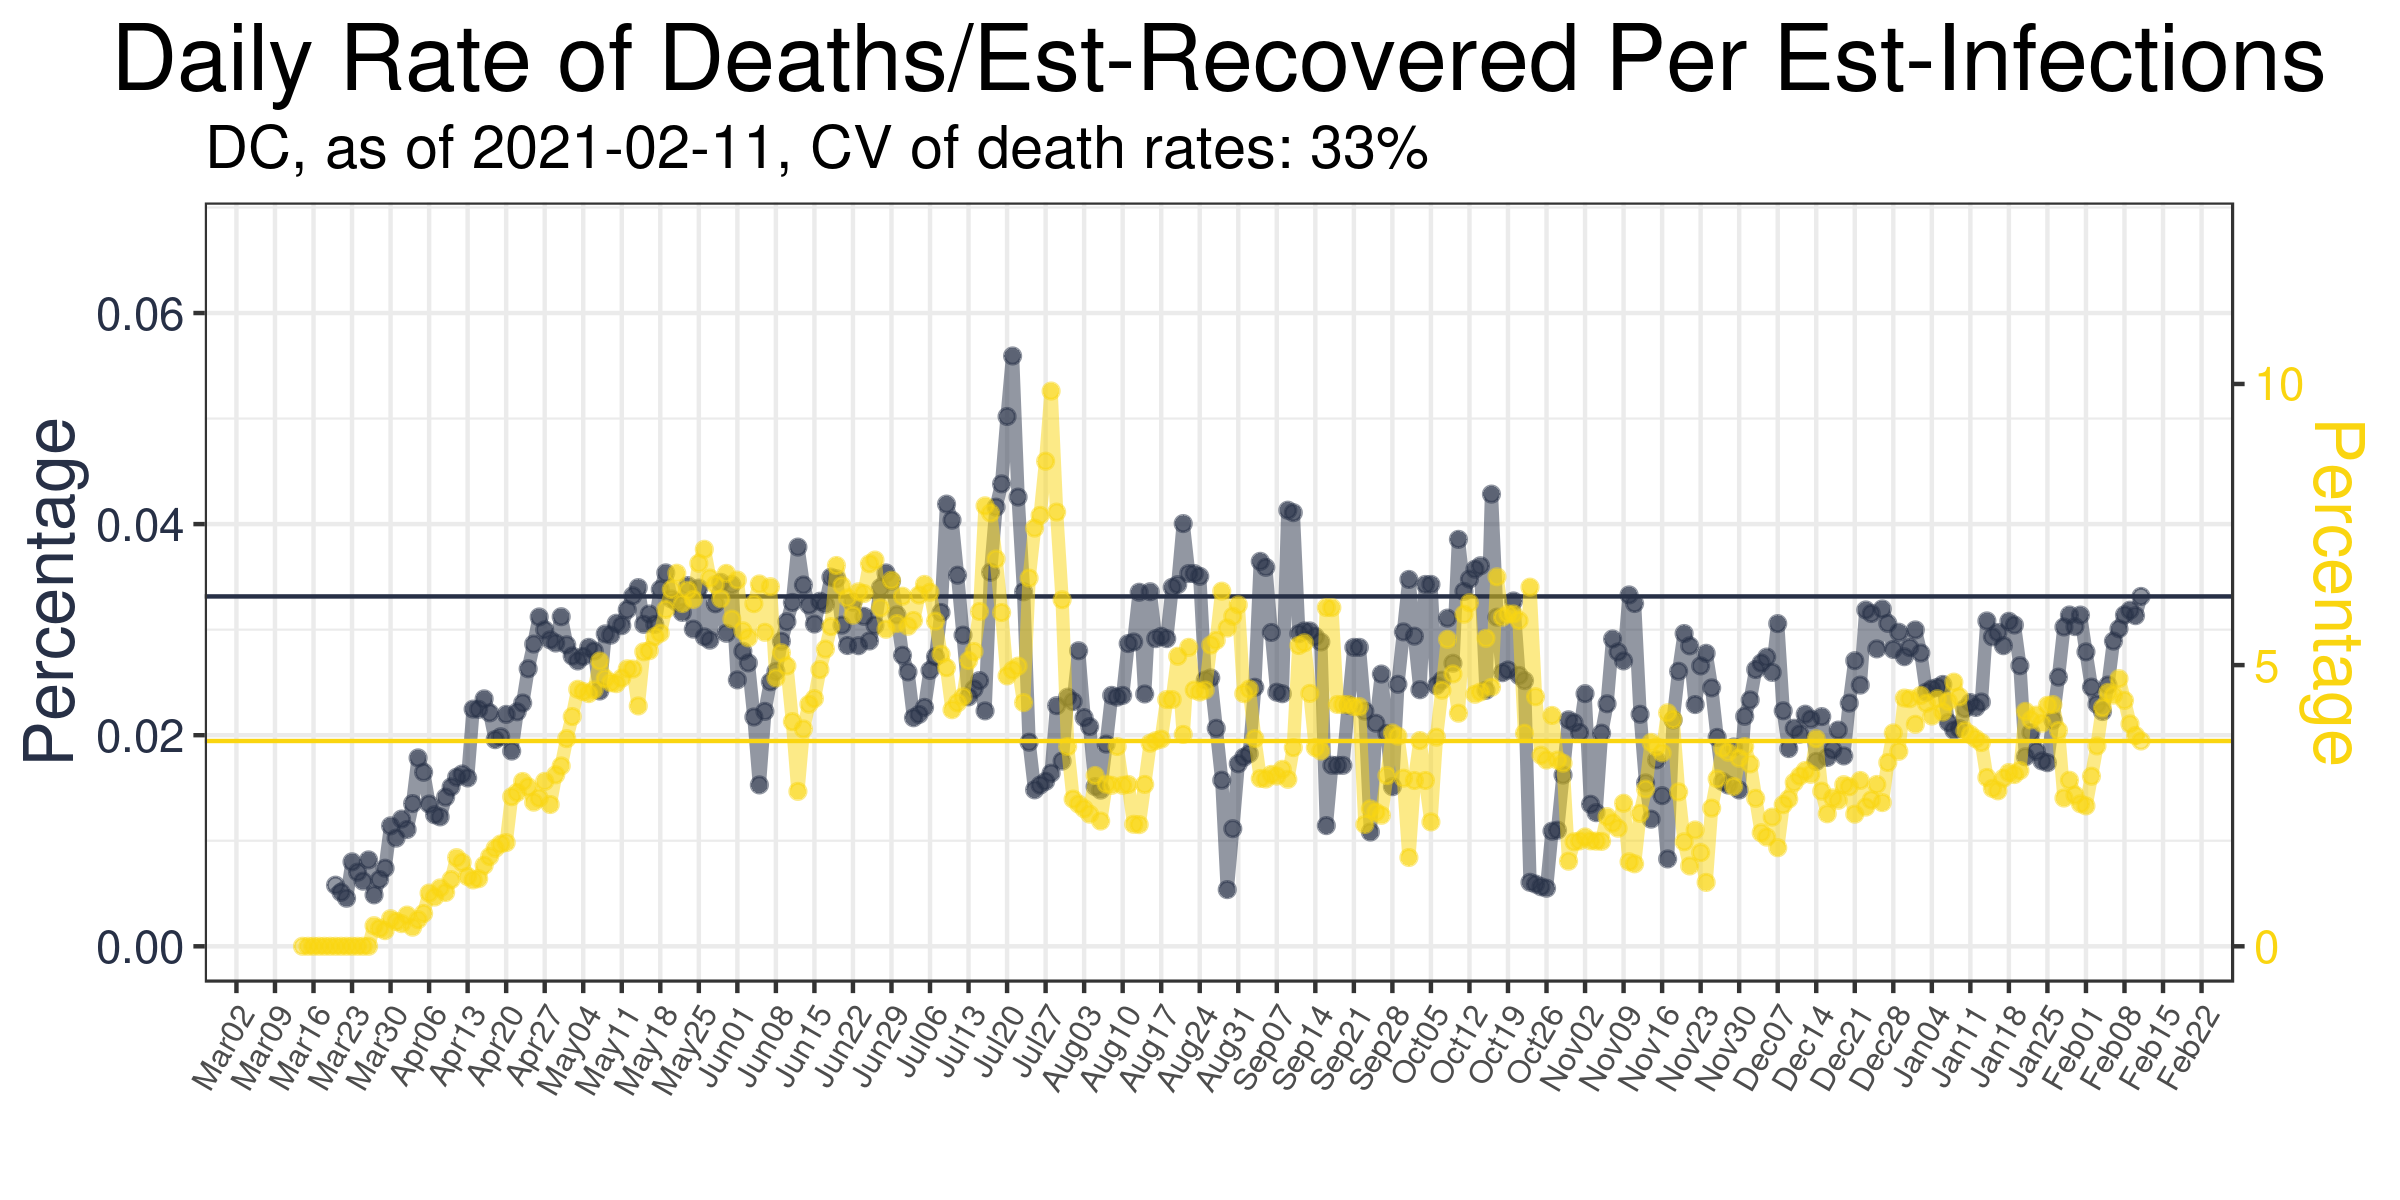 Daily Rate of Deaths/Est-Recovered Per Est-Infections
DC, as of 2021-02-11, CV of death rates: 33%
Percentage
0.06
0.04
0.02
0.00
10
5
0
Percentage
Mar02
Mar09
Mar16
Mar23
Mar30
Apr06
Apr13
Apr20
Apr27
May04
May11
May18
May25
Jun01
Jun08
Jun15
Jun22
Jun29
Jul06
Jul13
Jul20
Jul27
Aug03
Aug10
Aug17
Aug24
Aug31
Sep07
Sep14
Sep21
Sep28
Oct05
Oct12
Oct19
Oct26
Nov02
Nov09
Nov16
Nov23
Nov30
Dec07
Dec14
Dec21
Dec28
Jan04
Jan11
Jan18
Jan25
Feb01
Feb08
Feb15
Feb22